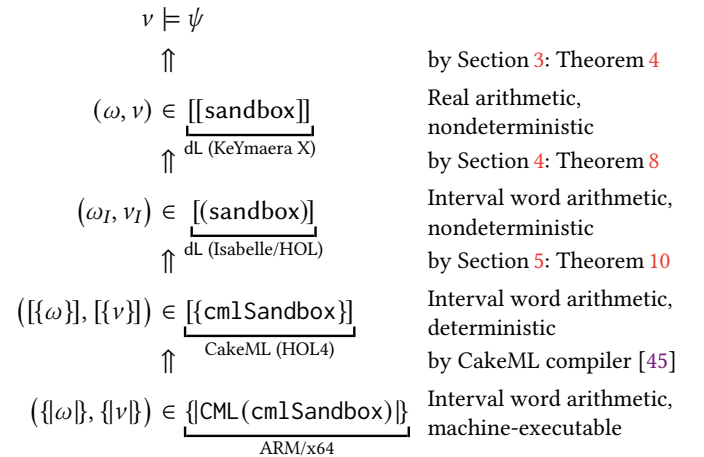 ν ⊨ ψ
⇑ by Section 3: Theorem 4
(ω, ν) ∈ [[sandbox]] Real arithmetic,
dL (KeYmaera X) nondeterministic
⇑ by Section 4: Theorem 8
(ω_I, ν_I) ∈ [(sandbox)] Interval word arithmetic,
dL (Isabelle/HOL) nondeterministic
⇑ by Section 5: Theorem 10
([{ω}], [{ν}]) ∈ [{cmlSandbox}] Interval word arithmetic,
CakeML (HOL4) deterministic
⇑ by CakeML compiler [45]
({|ω|}, {|ν|}) ∈ {|CML(cmlSandbox)|} Interval word arithmetic,
ARM/x64 machine-executable